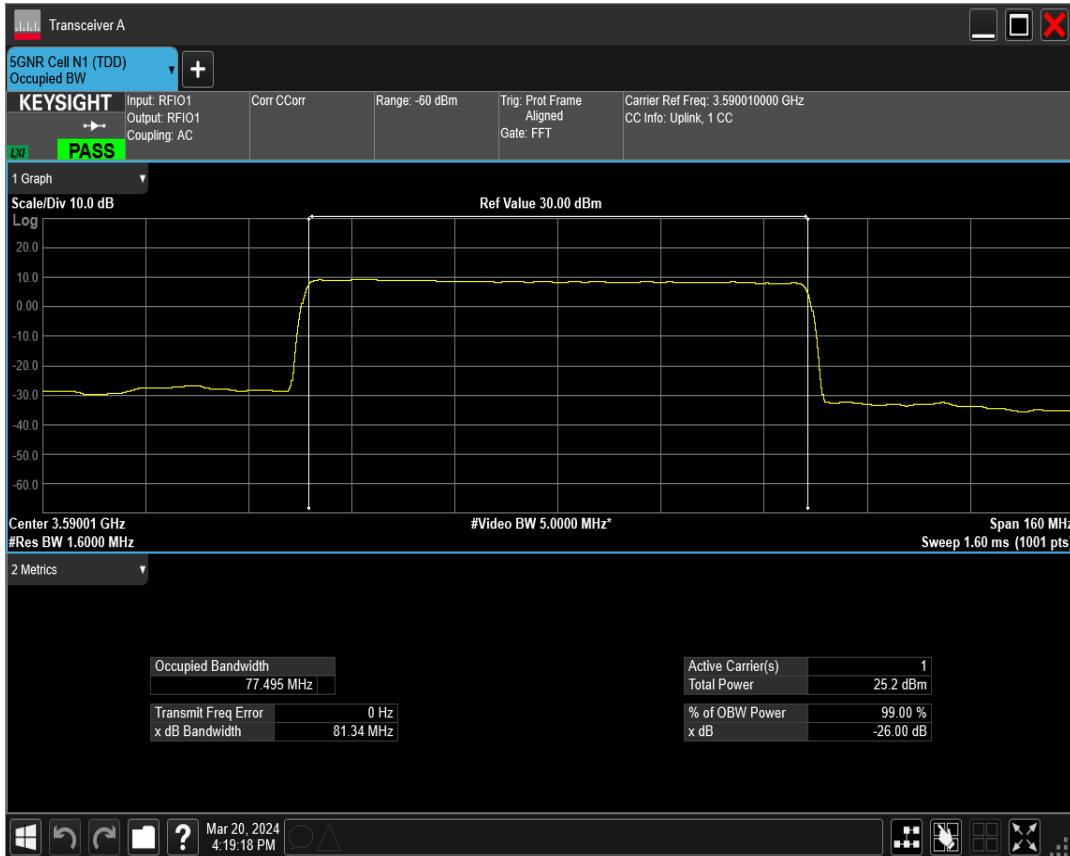 Transceiver A
5GNR Cell N1 (TDD)
Occupied BW
+
KEYSIGHT
LXI
PASS
Input: RFIO1
Output: RFIO1
Coupling: AC
Corr CCorr
Range: -60 dBm
Trig: Prot Frame
Aligned
Gate: FFT
Carrier Ref Freq: 3.590010000 GHz
CC Info: Uplink, 1 CC
1 Graph
Scale/Div 10.0 dB
Ref Value 30.00 dBm
Log
20.0
10.0
0.00
-10.0
-20.0
-30.0
-40.0
-50.0
-60.0
Center 3.59001 GHz
#Video BW 5.0000 MHz*
Span 160 MHz
#Res BW 1.6000 MHz
Sweep 1.60 ms (1001 pts)
2 Metrics
Occupied Bandwidth
77.495 MHz
Transmit Freq Error 0 Hz
x dB Bandwidth 81.34 MHz
Active Carrier(s) 1
Total Power 25.2 dBm
% of OBW Power 99.00 %
x dB -26.00 dB
?
Mar 20, 2024
4:19:18 PM